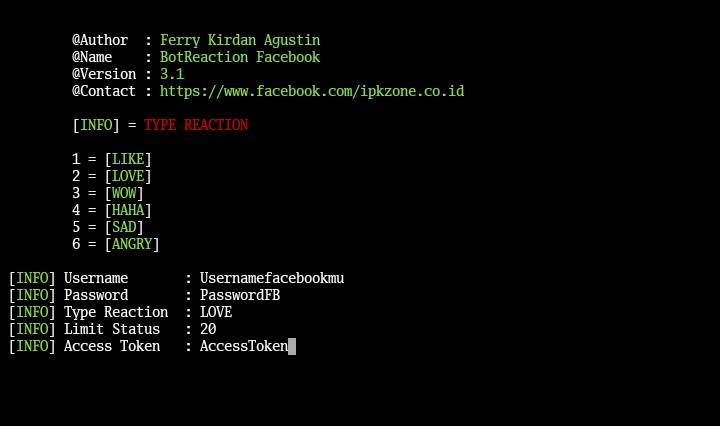 @Author : Ferry Kirdan Agustin
@Name : BotReaction Facebook
@Version : 3.1
@Contact : https://www.facebook.com/ipkzone.co.id
[INFO] = TYPE REACTION
1 = [LIKE]
2 = [LOVE]
3 = [WOW]
4 = [HAHA]
5 = [SAD]
6 = [ANGRY]
[INFO] Username : Usernamefacebookmu
[INFO] Password : PasswordFB
[INFO] Type Reaction : LOVE
[INFO] Limit Status : 20
[INFO] Access Token : AccessToken